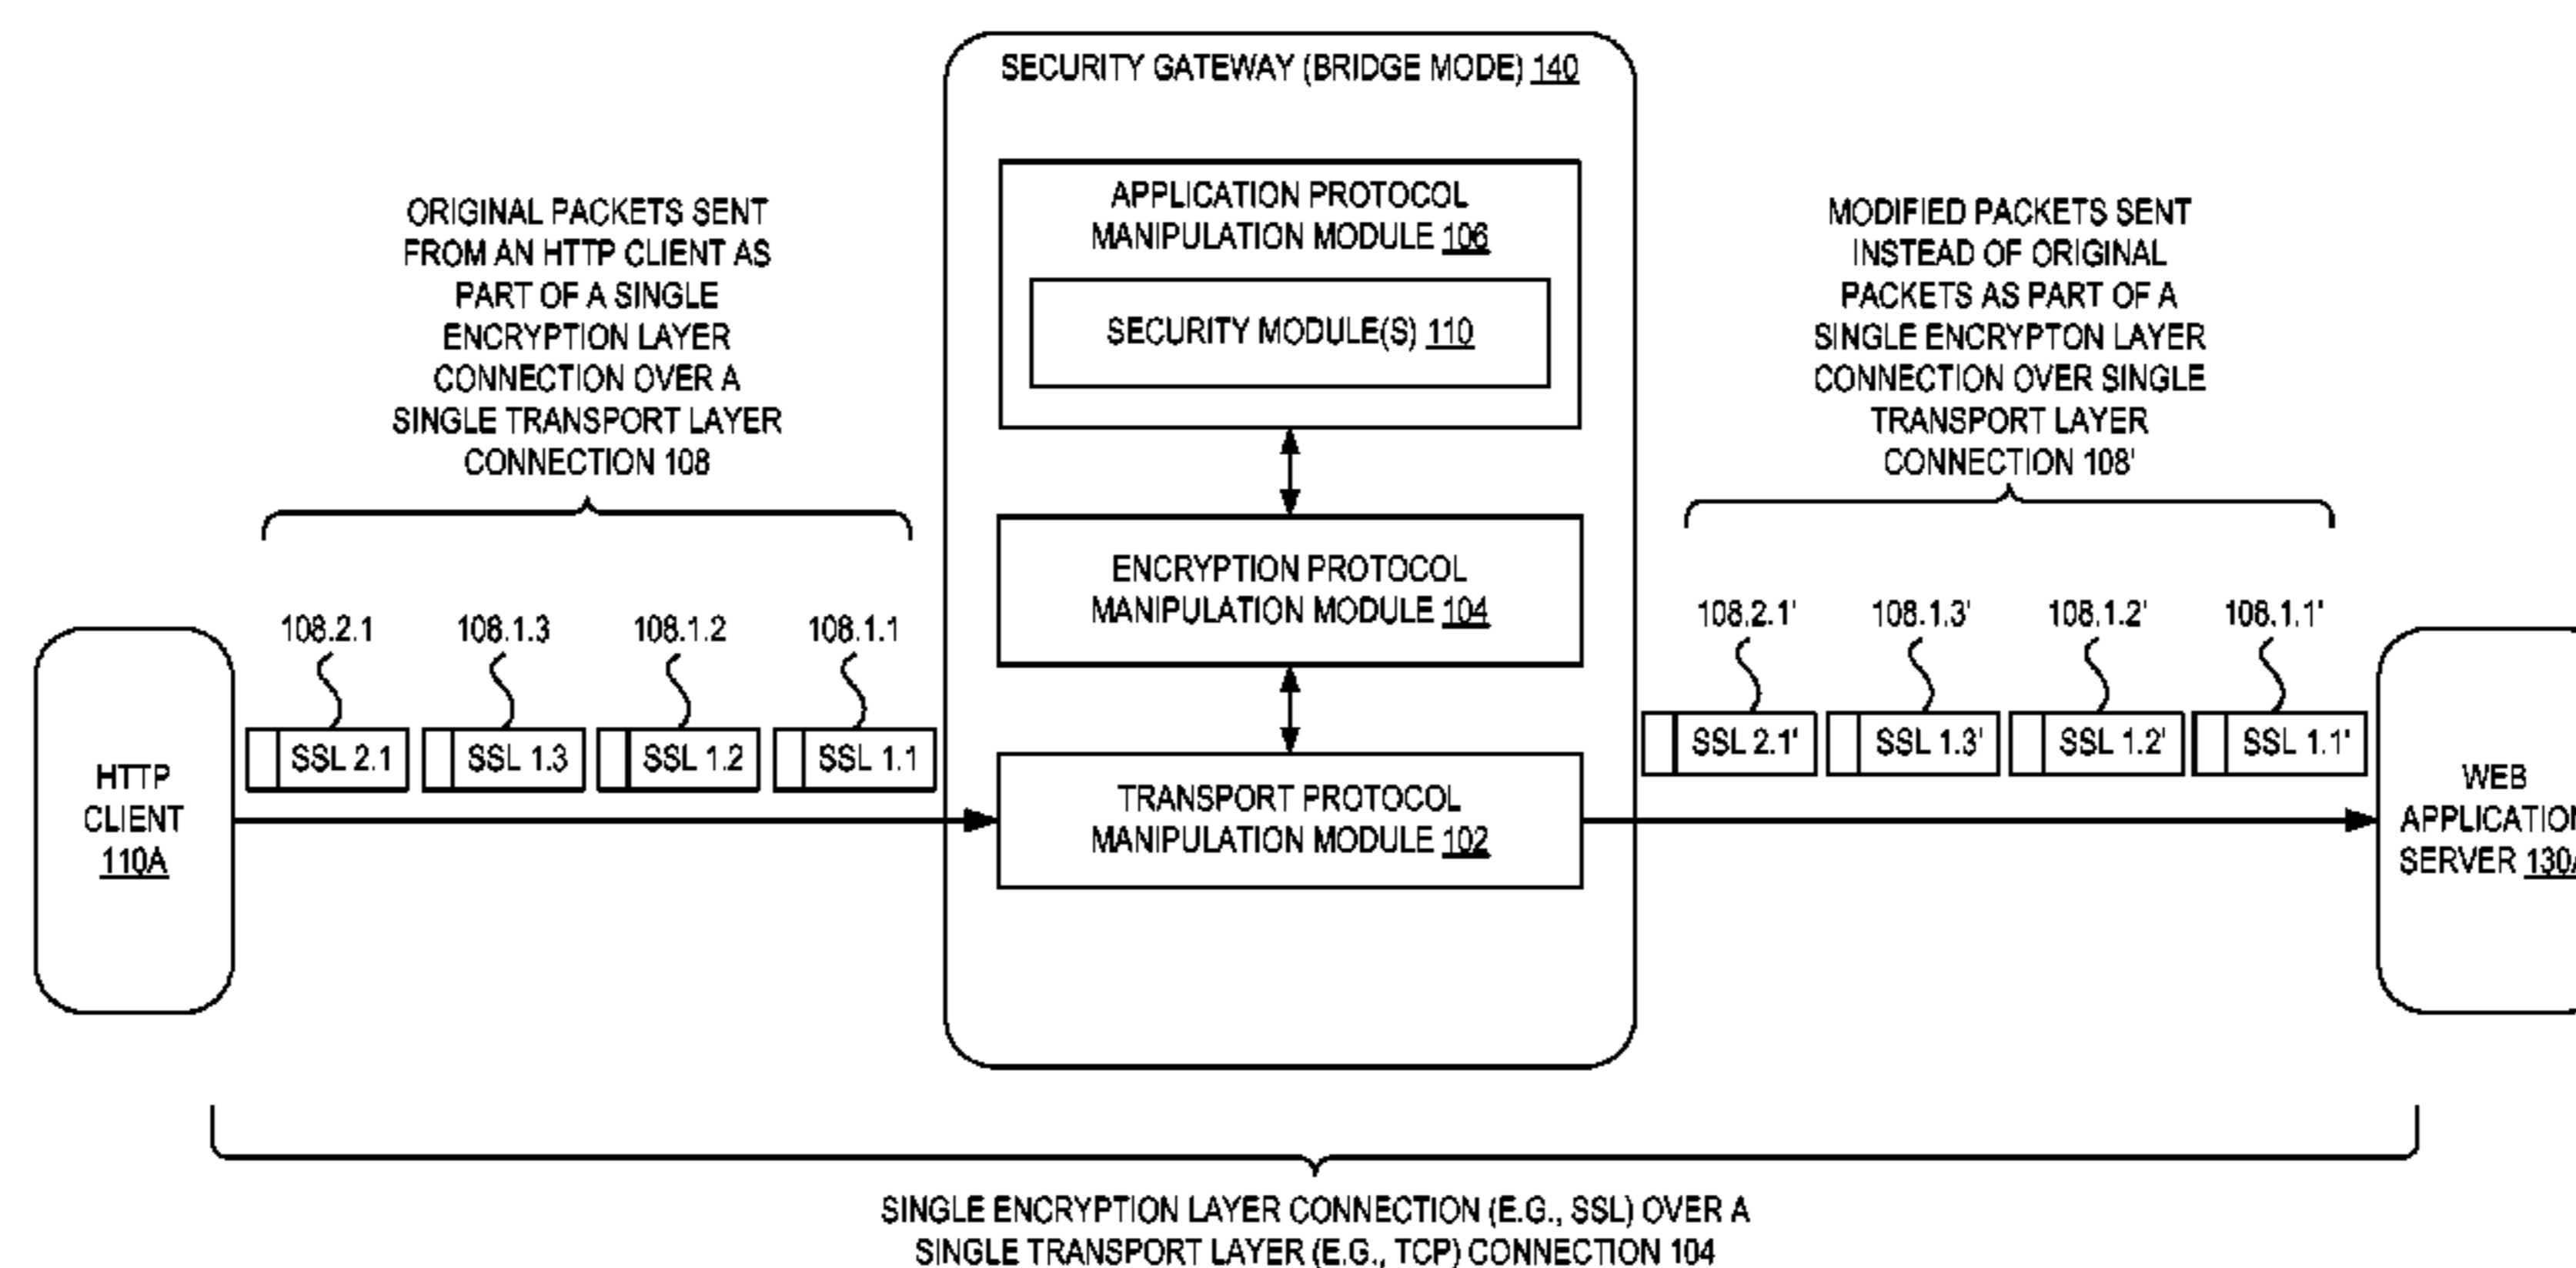 SECURITY GATEWAY (BRIDGE MODE) 140
APPLICATION PROTOCOL
MANIPULATION MODULE 106
SECURITY MODULE(S) 110
ENCRYPTION PROTOCOL
MANIPULATION MODULE 104
TRANSPORT PROTOCOL
MANIPULATION MODULE 102
ORIGINAL PACKETS SENT
FROM AN HTTP CLIENT AS
PART OF A SINGLE
ENCRYPTION LAYER
CONNECTION OVER A
SINGLE TRANSPORT LAYER
CONNECTION 108
MODIFIED PACKETS SENT
INSTEAD OF ORIGINAL
PACKETS AS PART OF A
SINGLE ENCRYPTON LAYER
CONNECTION OVER SINGLE
TRANSPORT LAYER
CONNECTION 108'
108.2.1 108.1.3 108.1.2 108.1.1
SSL 2.1 SSL 1.3 SSL 1.2 SSL 1.1
108.2.1' 108.1.3' 108.1.2' 108.1.1'
SSL 2.1' SSL 1.3' SSL 1.2' SSL 1.1'
HTTP
CLIENT
110A
WEB
APPLICATION
SERVER 130A
SINGLE ENCRYPTION LAYER CONNECTION (E.G., SSL) OVER A
SINGLE TRANSPORT LAYER (E.G., TCP) CONNECTION 104